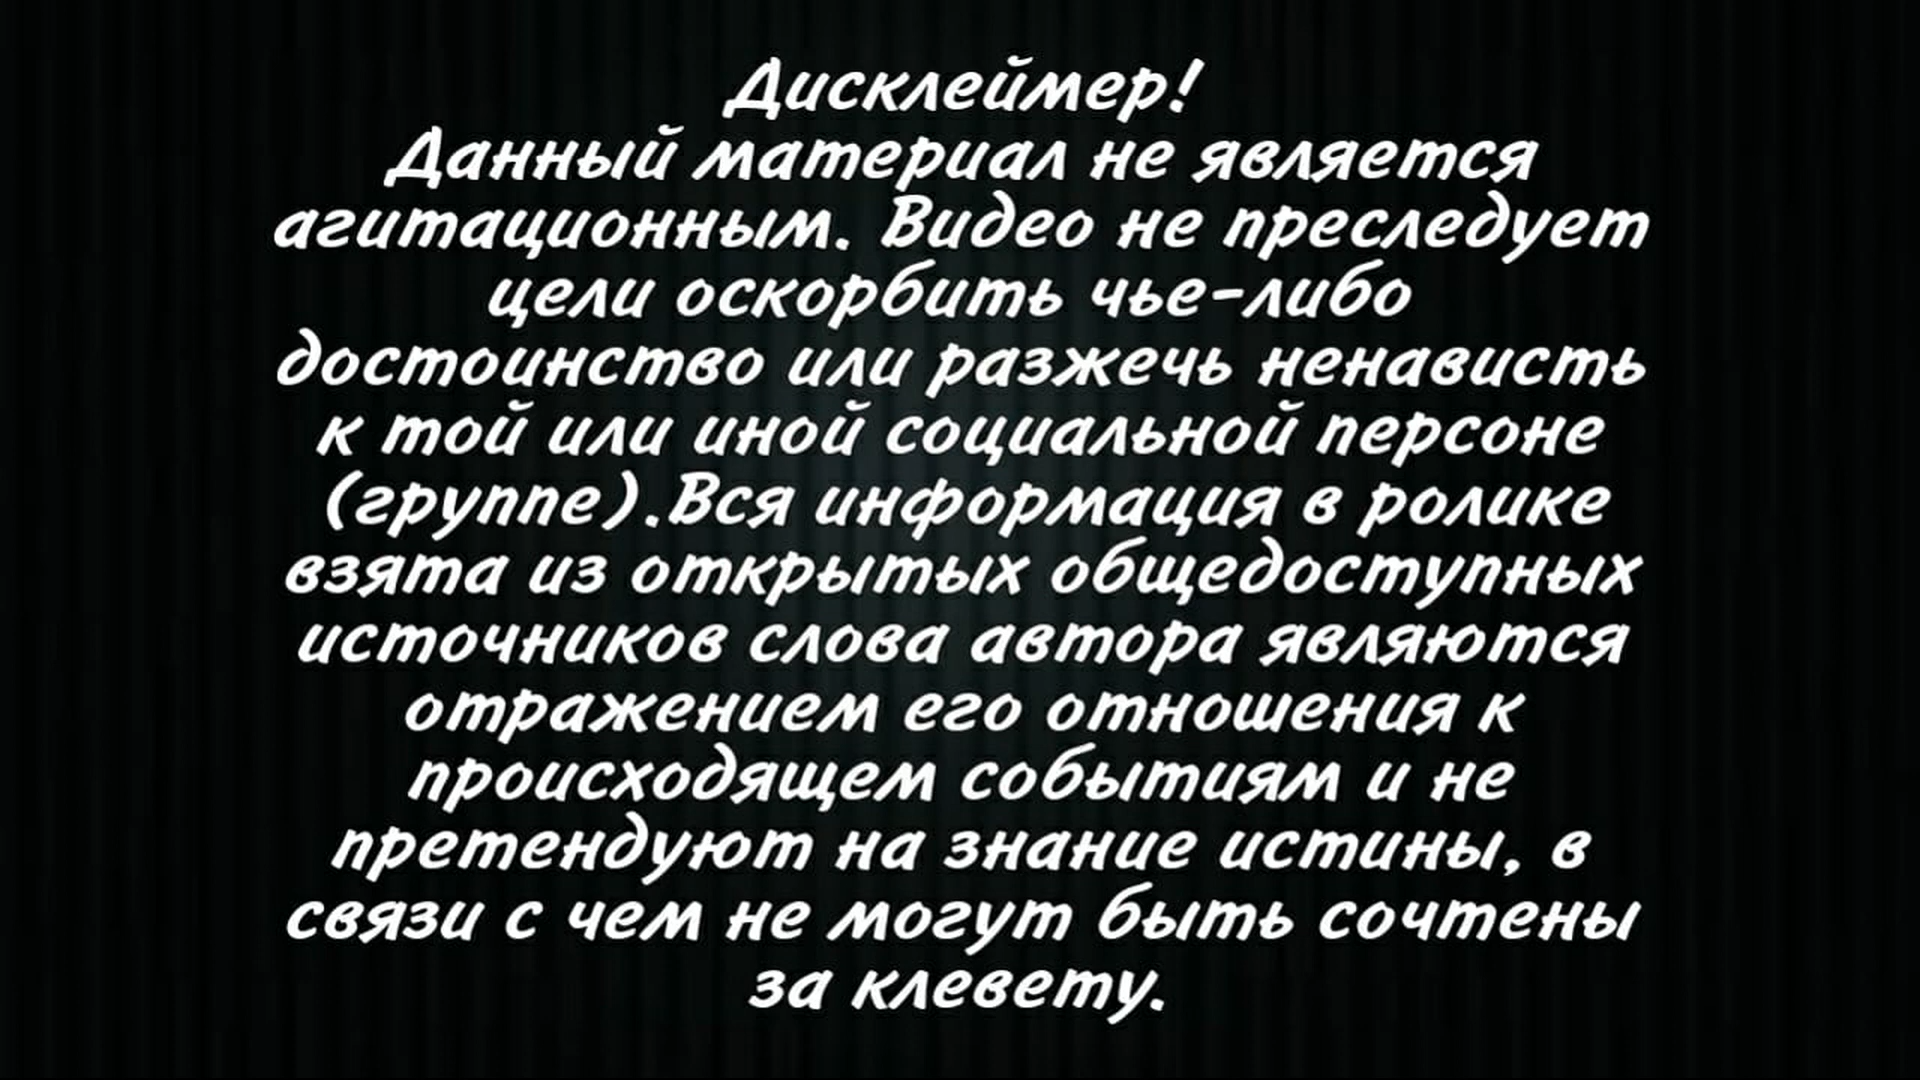 Дисклеймер!
Данный материал не является
агитационным. Видео не преследует
цели оскорбить чье-либо
достоинство или разжечь ненависть
к той или иной социальной персоне
(группе).Вся информация в ролике
взята из открытых общедоступных
источников слова автора являются
отражением его отношения к
происходящем событиям и не
претендуют на знание истины, в
связи с чем не могут быть сочтены
за клевету.